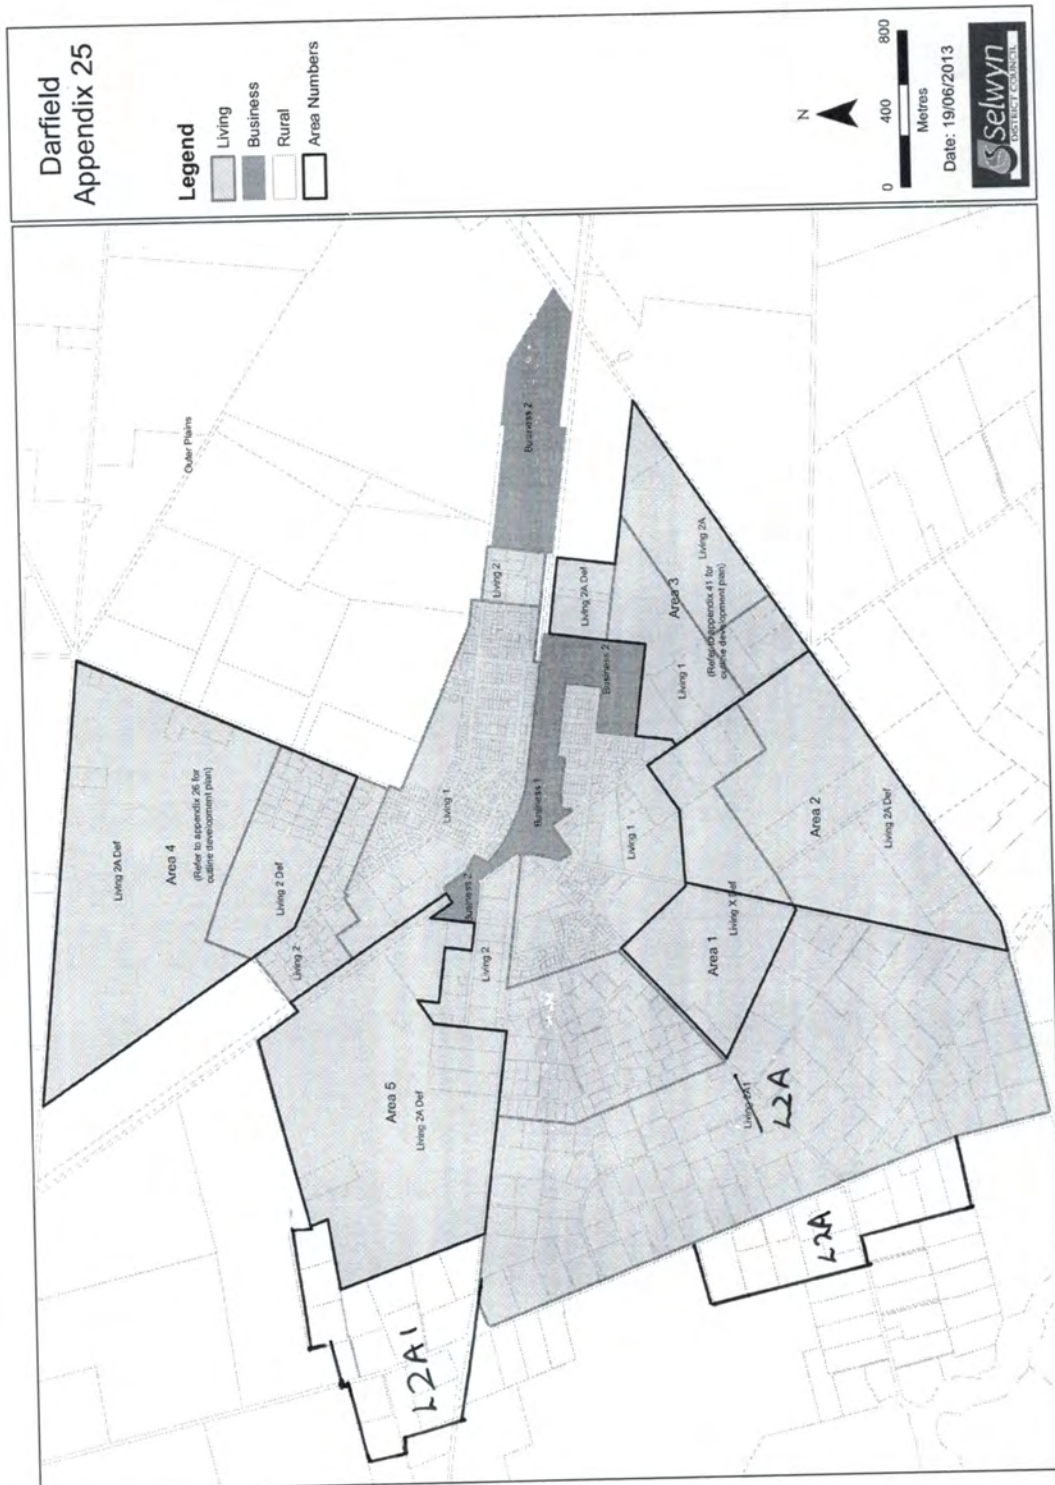 Darfield
Appendix 25
Legend
Living
Business
Rural
Area Numbers
N
0 400 800
Metres
Date: 19/06/2013
Selwyn
DISTRICT COUNCIL
Outer Plains
Living 2A Def
Area 4
(Refer to appendix 26 for
outline development plan)
Living 2 Def
Living 2
Living 1
Living 2
Business 2
Business 2
Business 1
Living 2
Living 1
Business 2
Living 2A Def
Area 3
Living 2A
(Refer to appendix 41 for
outline development plan)
Living 1
Area 2
Living 2A Def
Area 1
Living X Def
Area 5
Living 2A Def
Living 2A1
L2A
L2A
L2A1